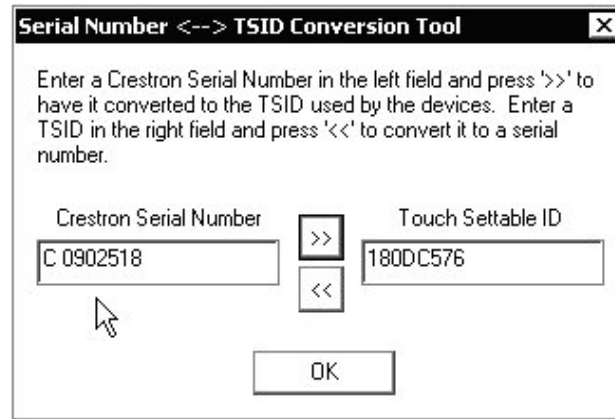 Serial Number <--> TSID Conversion Tool
Enter a Crestron Serial Number in the left field and press '>>' to
have it converted to the TSID used by the devices.  Enter a
TSID in the right field and press '<<' to convert it to a serial
number.
Crestron Serial Number
Touch Settable ID
C 0902518
>>
180DC576
<<
OK